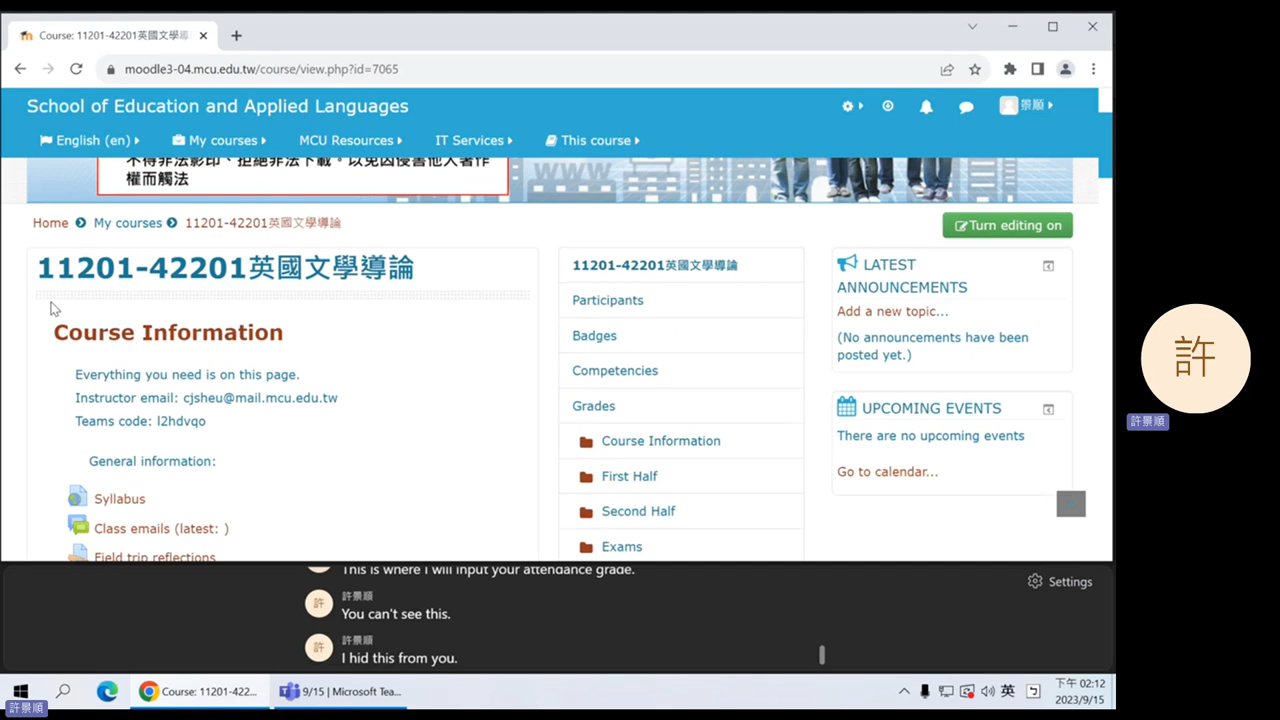 Course: 11201-42201英國文學導
moodle3-04.mcu.edu.tw/course/view.php?id=7065
School of Education and Applied Languages
景順
English (en)
My courses
MCU Resources
IT Services
This course
不得非法影印、拒絕非法下載。以免因侵害他人著作
權而觸法
www
Home
My courses
11201-42201英國文學導論
Turn editing on
11201-42201英國文學導論
Course Information
Everything you need is on this page.
Instructor email: cjsheu@mail.mcu.edu.tw
Teams code: l2hdvqo
General information:
Syllabus
Class emails (latest: )
Field trip reflections
11201-42201英國文學導論
Participants
Badges
Competencies
Grades
Course Information
First Half
Second Half
Exams
LATEST
ANNOUNCEMENTS
Add a new topic...
(No announcements have been
posted yet.)
UPCOMING EVENTS
There are no upcoming events
Go to calendar...
This is where I will input your attendance grade.
許景順
許
You can't see this.
許景順
許
I hid this from you.
Settings
許
許景順
Course: 11201-422...
9/15 | Microsoft Tea...
英
ㄅ
下午 02:12
2023/9/15
許景順